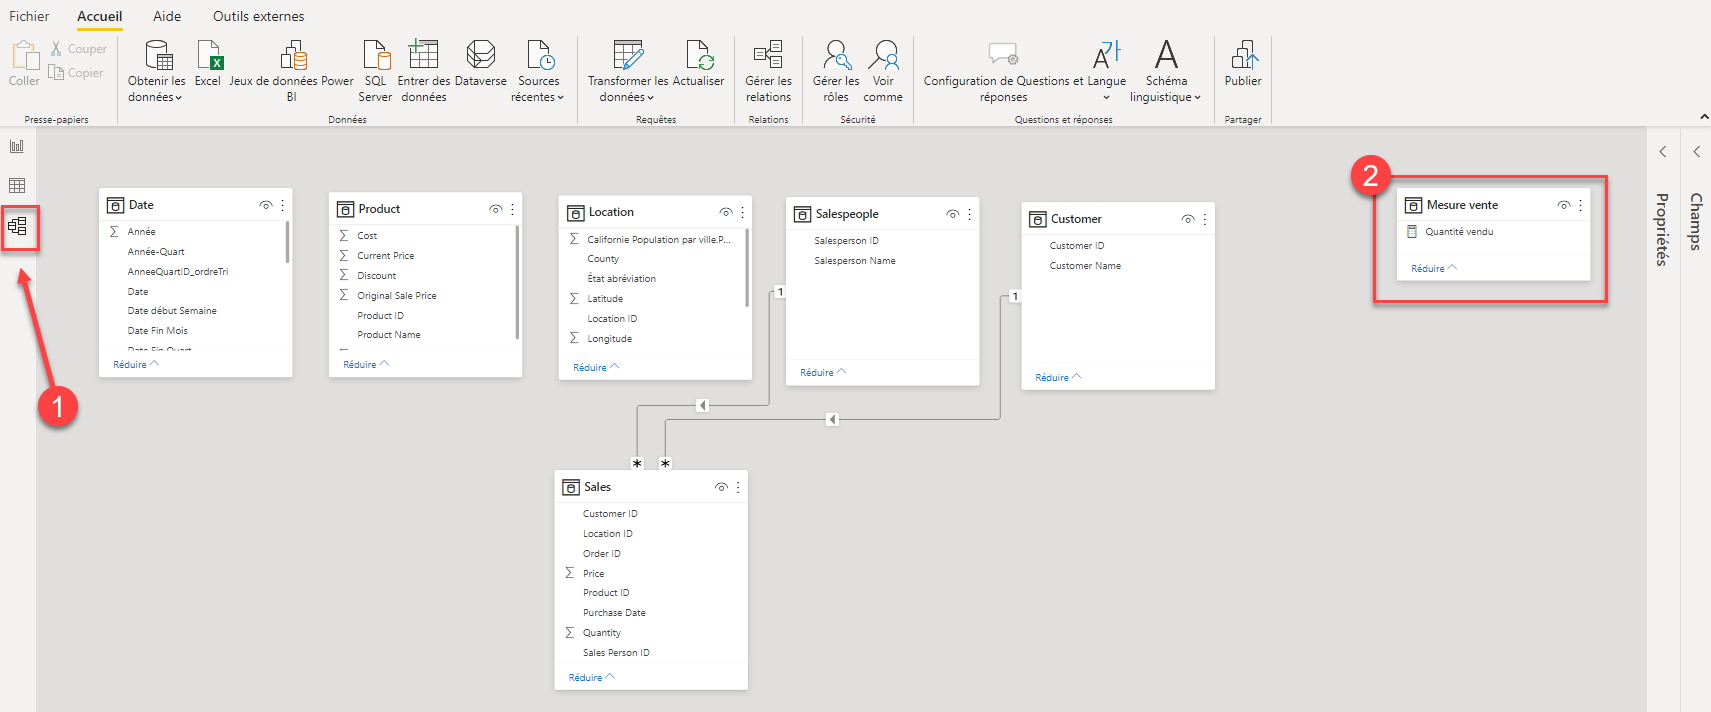 Fichier Accueil Aide Outils externes
Coller
Couper
Copier
Obtenir les données
Excel
Jeux de données Power BI
SQL Server
Entrer des données
Dataverse
Sources récentes
Transformer les données
Actualiser
Gérer les relations
Gérer les rôles
Voir comme
Configuration de Questions et réponses
Langue
Schéma linguistique
Publier
Presse-papiers
Données
Requêtes
Relations
Sécurité
Questions et réponses
Partager
1
Date
Année
Année-Quart
AnneeQuartID_ordreTri
Date
Date début Semaine
Date Fin Mois
Date Fin Quart
Réduire
Product
Cost
Current Price
Discount
Original Sale Price
Product ID
Product Name
Réduire
Location
Californie Population par ville.P...
County
État abréviation
Latitude
Location ID
Longitude
Réduire
Salespeople
Salesperson ID
Salesperson Name
Réduire
1
Customer
Customer ID
Customer Name
Réduire
1
2
Mesure vente
Quantité vendu
Réduire
Propriétés
Champs
* *
Sales
Customer ID
Location ID
Order ID
Price
Product ID
Purchase Date
Quantity
Sales Person ID
Réduire